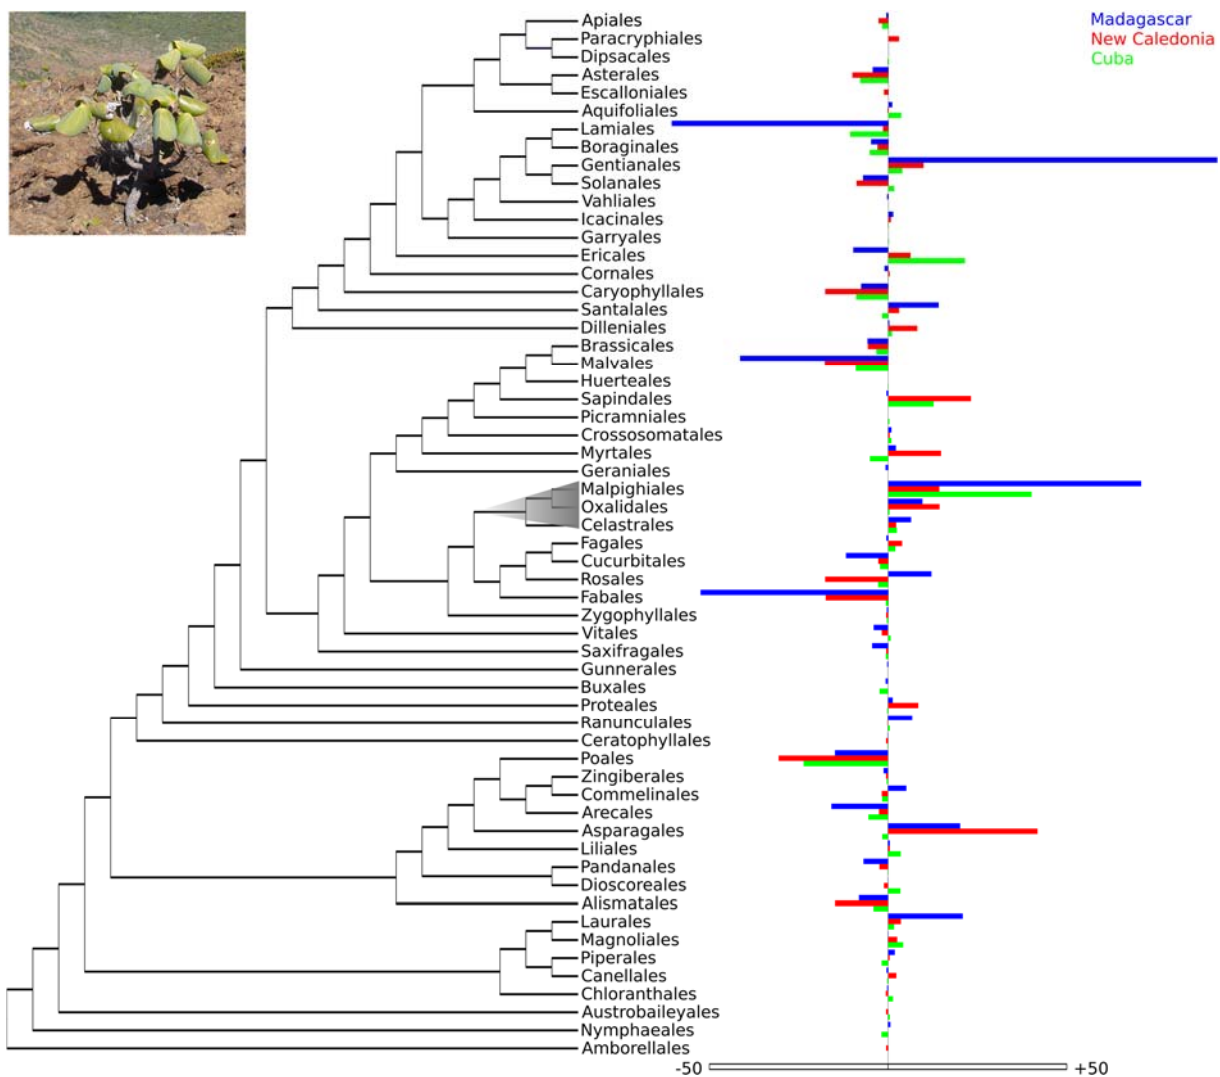 Apiales
Paracryphiales
Dipsacales
Asterales
Escalloniales
Aquifoliales
Lamiales
Boraginales
Gentianales
Solanales
Vahliales
Icacinales
Garryales
Ericales
Cornales
Caryophyllales
Santalales
Dilleniales
Brassicales
Malvales
Huerteales
Sapindales
Picramniales
Crossosomatales
Myrtales
Geraniales
Malpighiales
Oxalidales
Celastrales
Fagales
Cucurbitales
Rosales
Fabales
Zygophyllales
Vitales
Saxifragales
Gunnerales
Buxales
Proteales
Ranunculales
Ceratophyllales
Poales
Zingiberales
Commelinales
Arecales
Asparagales
Liliales
Pandanales
Dioscoreales
Alismatales
Laurales
Magnoliales
Piperales
Canellales
Chloranthales
Austrobaileyales
Nymphaeales
Amborellales
Madagascar
New Caledonia
Cuba
-50 +50